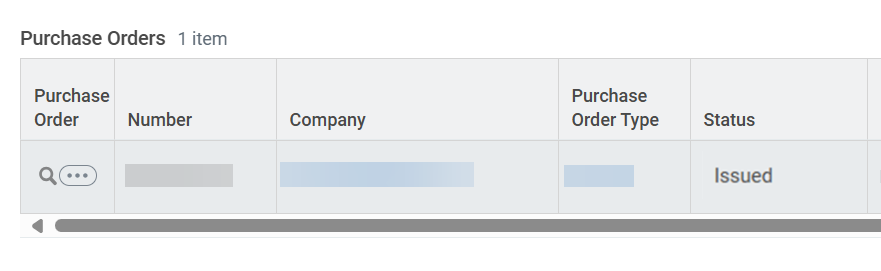 Purchase Orders 1 item
Purchase
Order
Number
Company
Purchase
Order Type
Status
Issued